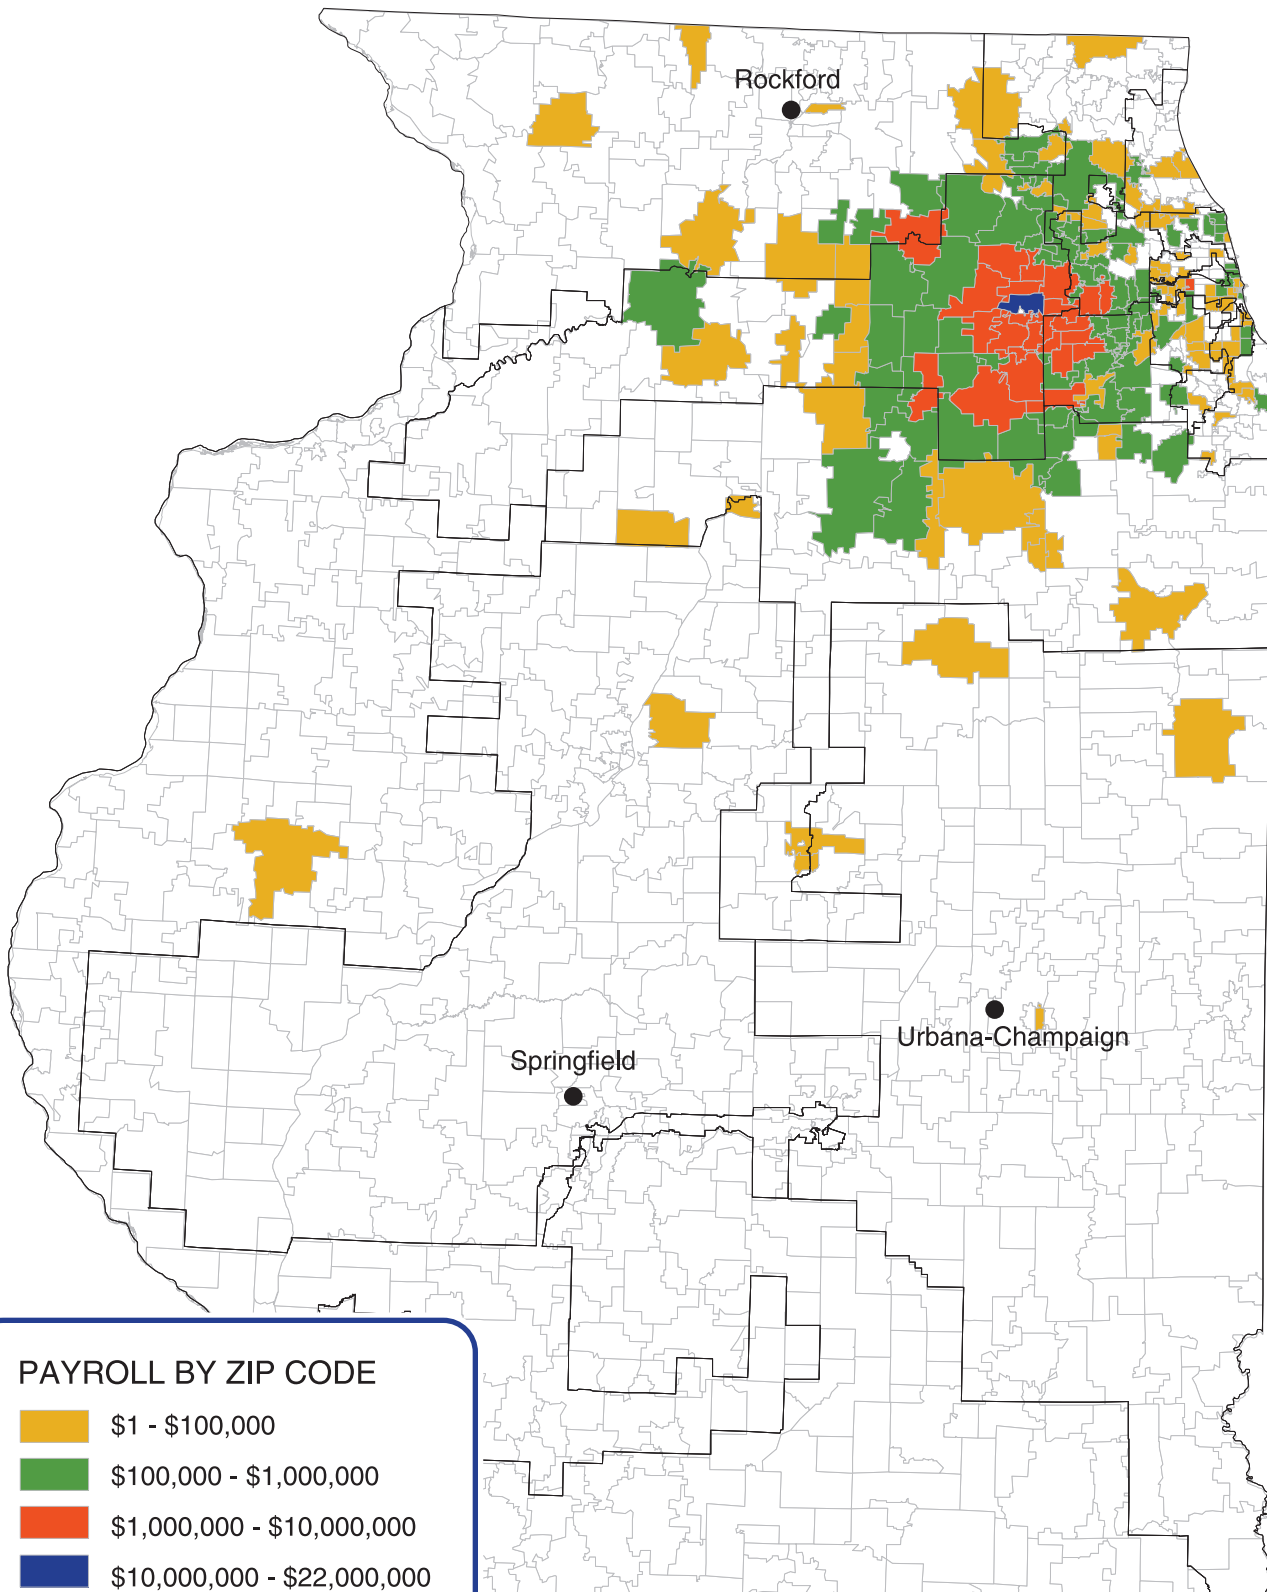 Rockford
Urbana-Champaign
Springfield
PAYROLL BY ZIP CODE
$1 - $100,000
$100,000 - $1,000,000
$1,000,000 - $10,000,000
$10,000,000 - $22,000,000